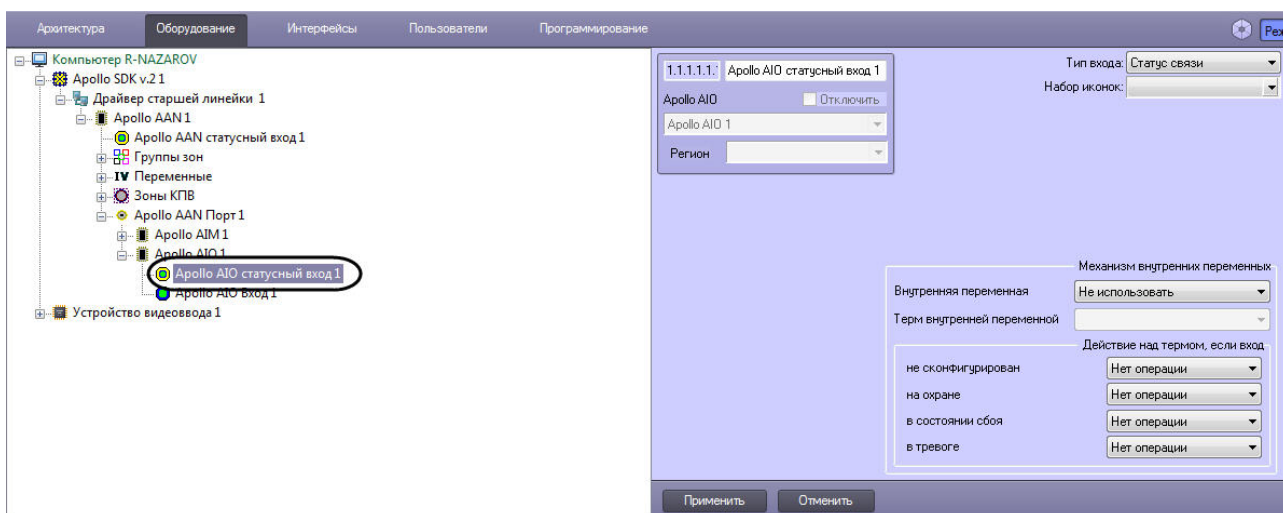 Архитектура Оборудование Интерфейсы Пользователи Программирование
Компьютер R-NAZAROV
Apollo SDK v.2 1
Драйвер старшей линейки 1
Apollo AAN 1
Apollo AAN статусный вход 1
Группы зон
IV Переменные
Зоны КПВ
Apollo AAN Порт 1
Apollo AIM 1
Apollo AIO 1
Apollo AIO статусный вход 1
Apollo AIO Вход 1
Устройство видеоввода 1
1.1.1.1.1. Apollo AIO статусный вход 1
Apollo AIO Отключить
Apollo AIO 1
Регион
Тип входа: Статус связи
Набор иконок:
Механизм внутренних переменных
Внутренняя переменная Не использовать
Терм внутренней переменной
Действие над термом, если вход
не сконфигурирован Нет операции
на охране Нет операции
в состоянии сбоя Нет операции
в тревоге Нет операции
Применить Отменить